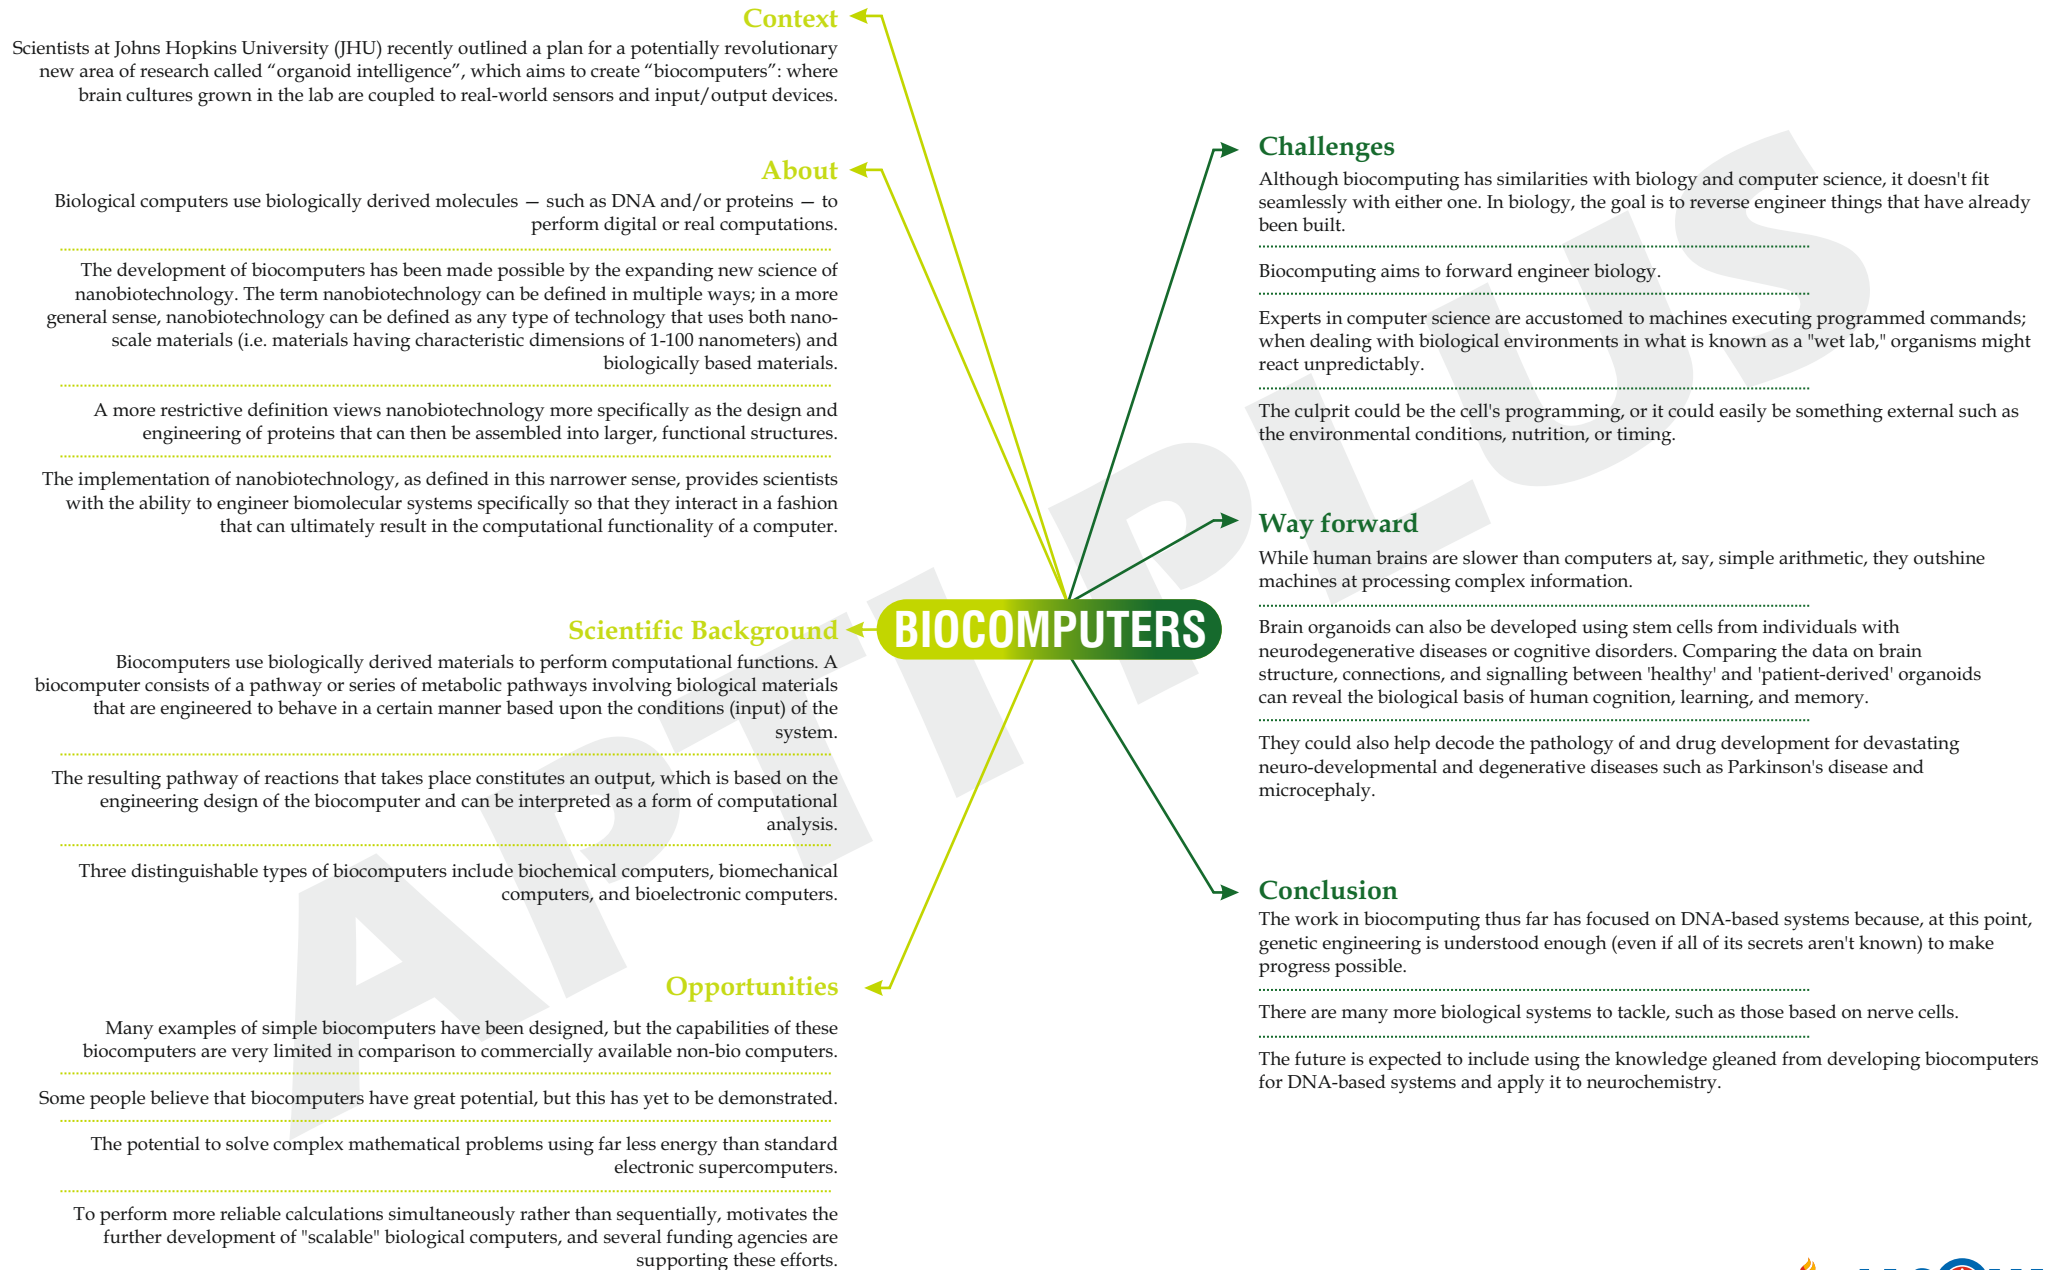 Context
Scientists at Johns Hopkins University (JHU) recently outlined a plan for a potentially revolutionary
new area of research called “organoid intelligence”, which aims to create “biocomputers”: where
brain cultures grown in the lab are coupled to real-world sensors and input/output devices.
About
Biological computers use biologically derived molecules — such as DNA and/or proteins — to
perform digital or real computations.
The development of biocomputers has been made possible by the expanding new science of
nanobiotechnology. The term nanobiotechnology can be defined in multiple ways; in a more
general sense, nanobiotechnology can be defined as any type of technology that uses both nano-
scale materials (i.e. materials having characteristic dimensions of 1-100 nanometers) and
biologically based materials.
A more restrictive definition views nanobiotechnology more specifically as the design and
engineering of proteins that can then be assembled into larger, functional structures.
The implementation of nanobiotechnology, as defined in this narrower sense, provides scientists
with the ability to engineer biomolecular systems specifically so that they interact in a fashion
that can ultimately result in the computational functionality of a computer.
Scientific Background
Biocomputers use biologically derived materials to perform computational functions. A
biocomputer consists of a pathway or series of metabolic pathways involving biological materials
that are engineered to behave in a certain manner based upon the conditions (input) of the
system.
The resulting pathway of reactions that takes place constitutes an output, which is based on the
engineering design of the biocomputer and can be interpreted as a form of computational
analysis.
Three distinguishable types of biocomputers include biochemical computers, biomechanical
computers, and bioelectronic computers.
Opportunities
Many examples of simple biocomputers have been designed, but the capabilities of these
biocomputers are very limited in comparison to commercially available non-bio computers.
Some people believe that biocomputers have great potential, but this has yet to be demonstrated.
The potential to solve complex mathematical problems using far less energy than standard
electronic supercomputers.
To perform more reliable calculations simultaneously rather than sequentially, motivates the
further development of "scalable" biological computers, and several funding agencies are
supporting these efforts.
BIOCOMPUTERS
Challenges
Although biocomputing has similarities with biology and computer science, it doesn't fit
seamlessly with either one. In biology, the goal is to reverse engineer things that have already
been built.
Biocomputing aims to forward engineer biology.
Experts in computer science are accustomed to machines executing programmed commands;
when dealing with biological environments in what is known as a "wet lab," organisms might
react unpredictably.
The culprit could be the cell's programming, or it could easily be something external such as
the environmental conditions, nutrition, or timing.
Way forward
While human brains are slower than computers at, say, simple arithmetic, they outshine
machines at processing complex information.
Brain organoids can also be developed using stem cells from individuals with
neurodegenerative diseases or cognitive disorders. Comparing the data on brain
structure, connections, and signalling between 'healthy' and 'patient-derived' organoids
can reveal the biological basis of human cognition, learning, and memory.
They could also help decode the pathology of and drug development for devastating
neuro-developmental and degenerative diseases such as Parkinson's disease and
microcephaly.
Conclusion
The work in biocomputing thus far has focused on DNA-based systems because, at this point,
genetic engineering is understood enough (even if all of its secrets aren't known) to make
progress possible.
There are many more biological systems to tackle, such as those based on nerve cells.
The future is expected to include using the knowledge gleaned from developing biocomputers
for DNA-based systems and apply it to neurochemistry.
APTI PLUS